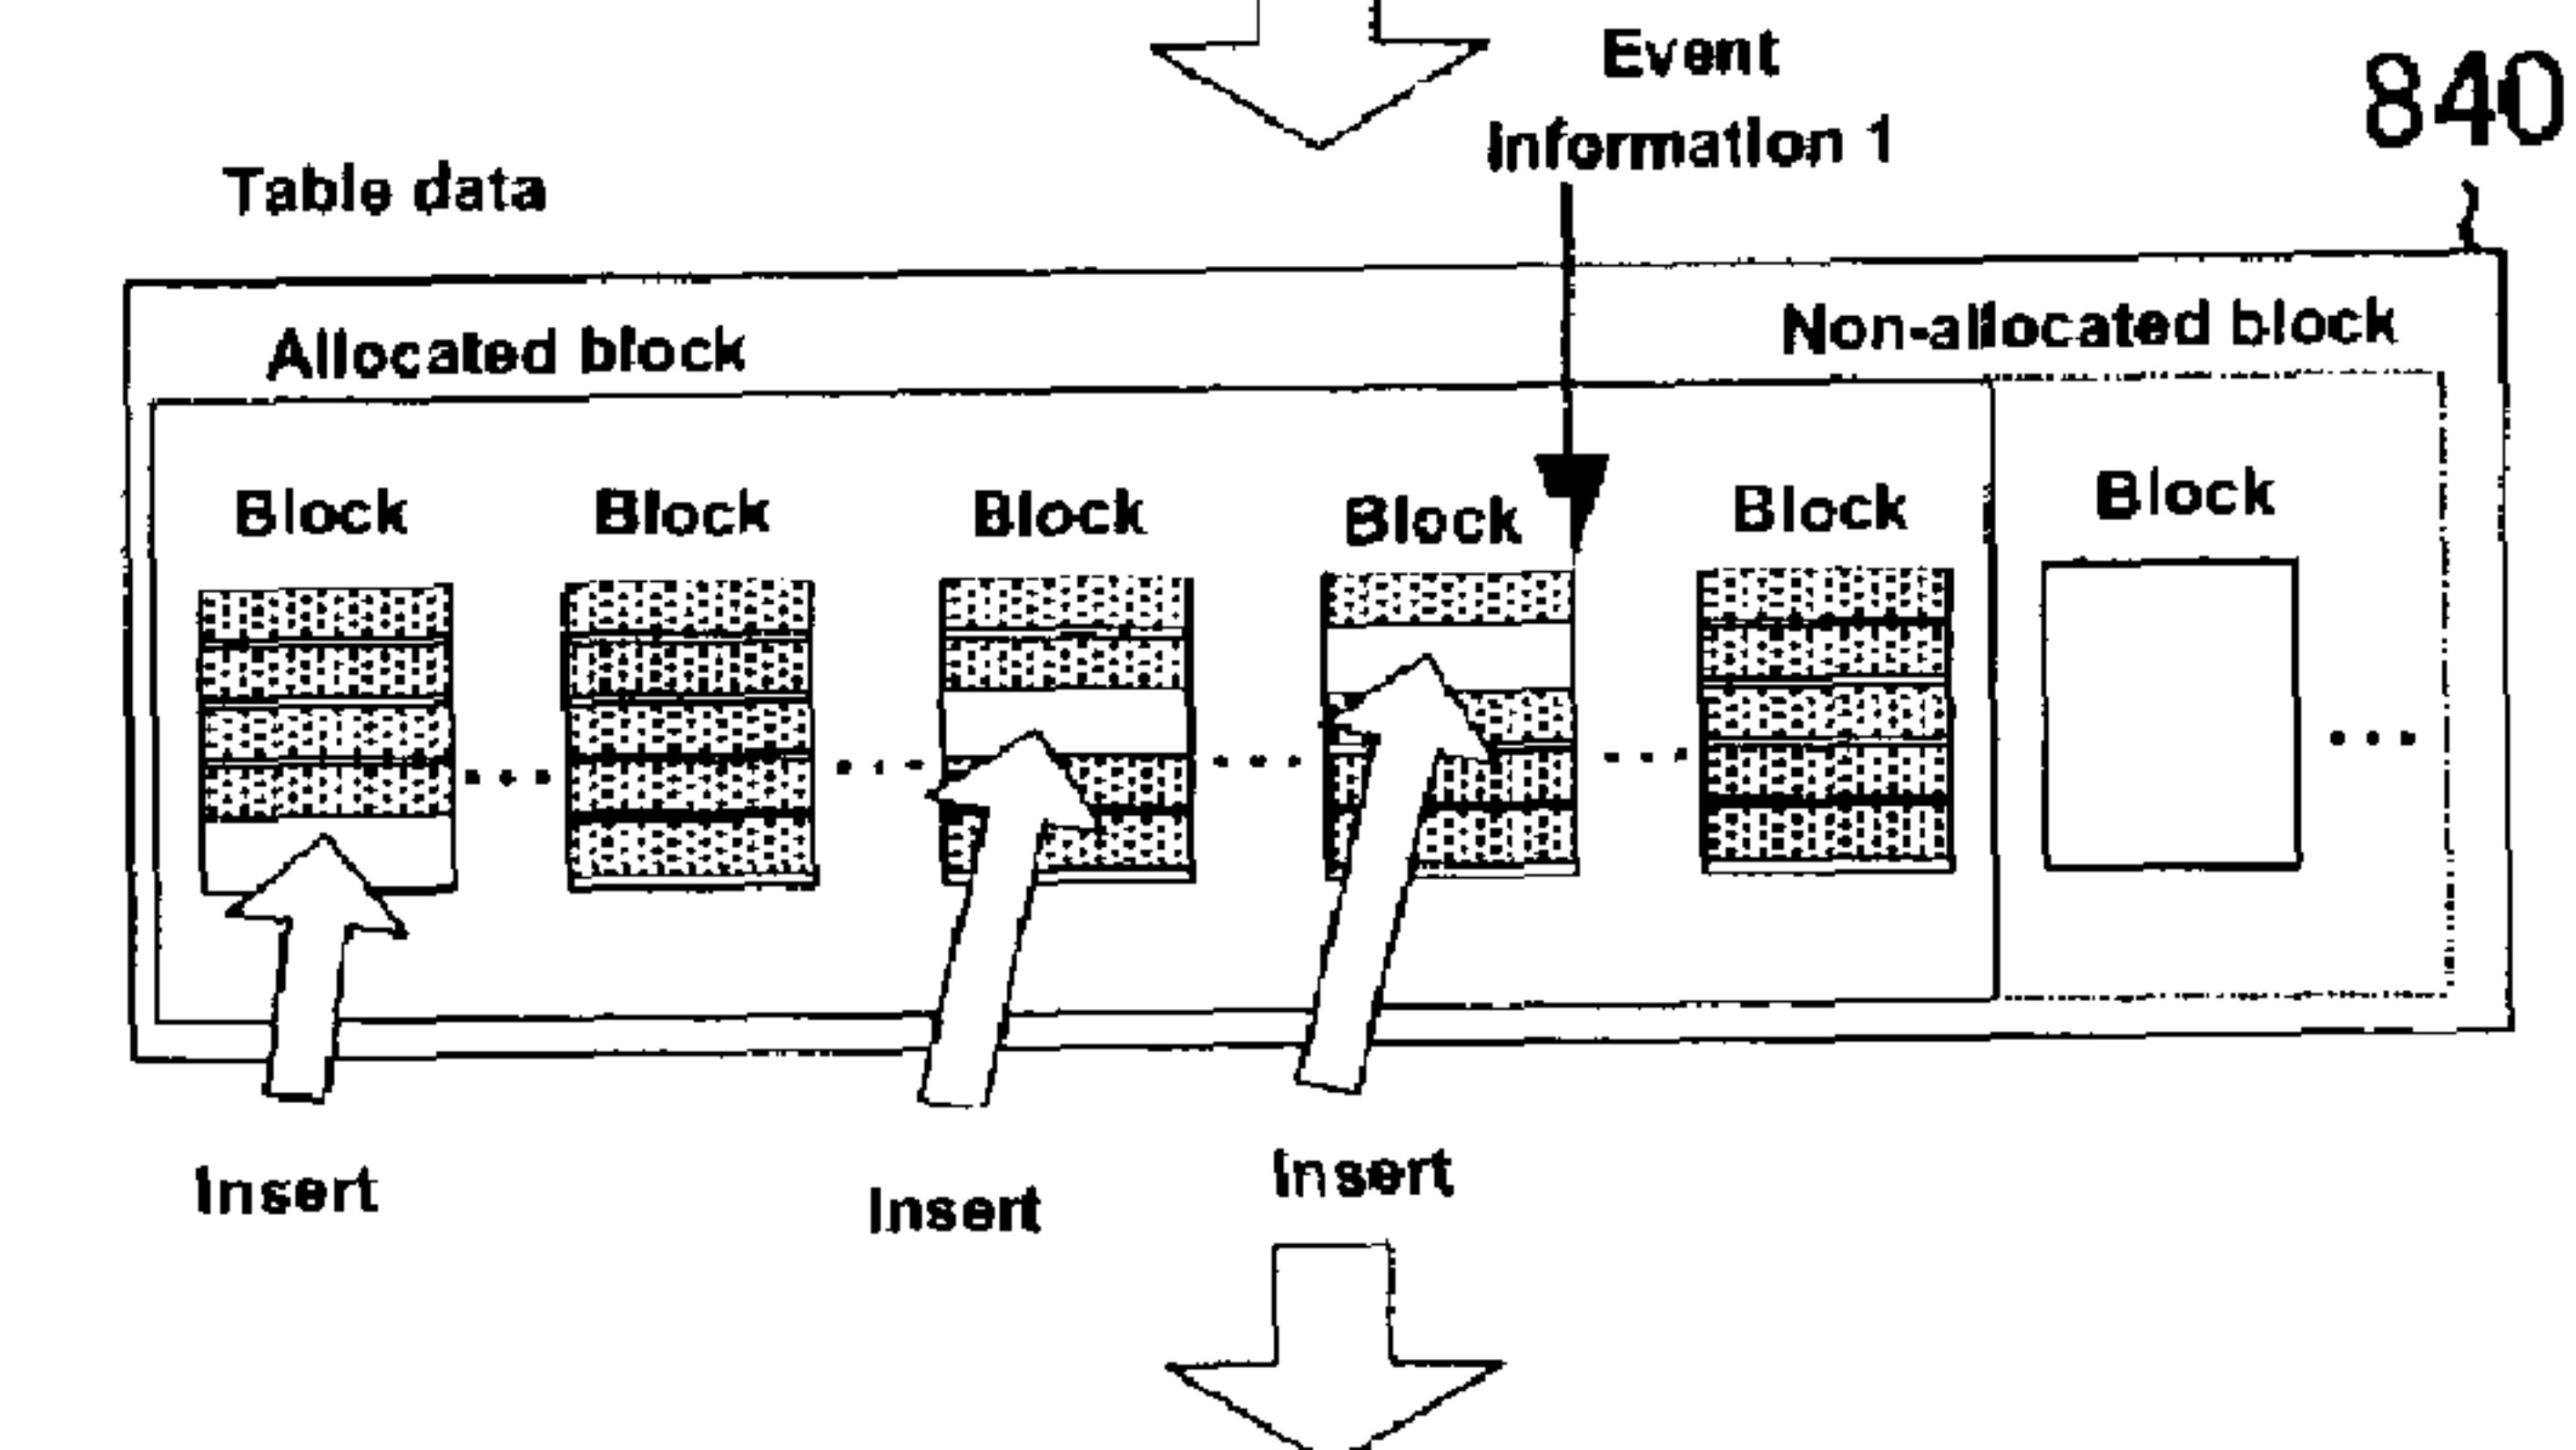 Event
Information 1
840
Table data
Allocated block
Non-allocated block
Block Block Block Block Block Block
Insert Insert Insert